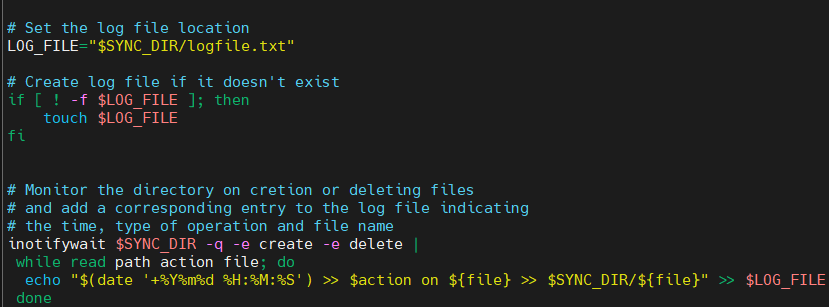 # Set the log file location
LOG_FILE="$SYNC_DIR/logfile.txt"
# Create log file if it doesn't exist
if [ ! -f $LOG_FILE ]; then
    touch $LOG_FILE
fi
# Monitor the directory on cretion or deleting files
# and add a corresponding entry to the log file indicating
# the time, type of operation and file name
inotifywait $SYNC_DIR -q -e create -e delete |
 while read path action file; do
  echo "$(date '+%Y%m%d %H:%M:%S') >> $action on ${file} >> $SYNC_DIR/${file}" >> $LOG_FILE
 done